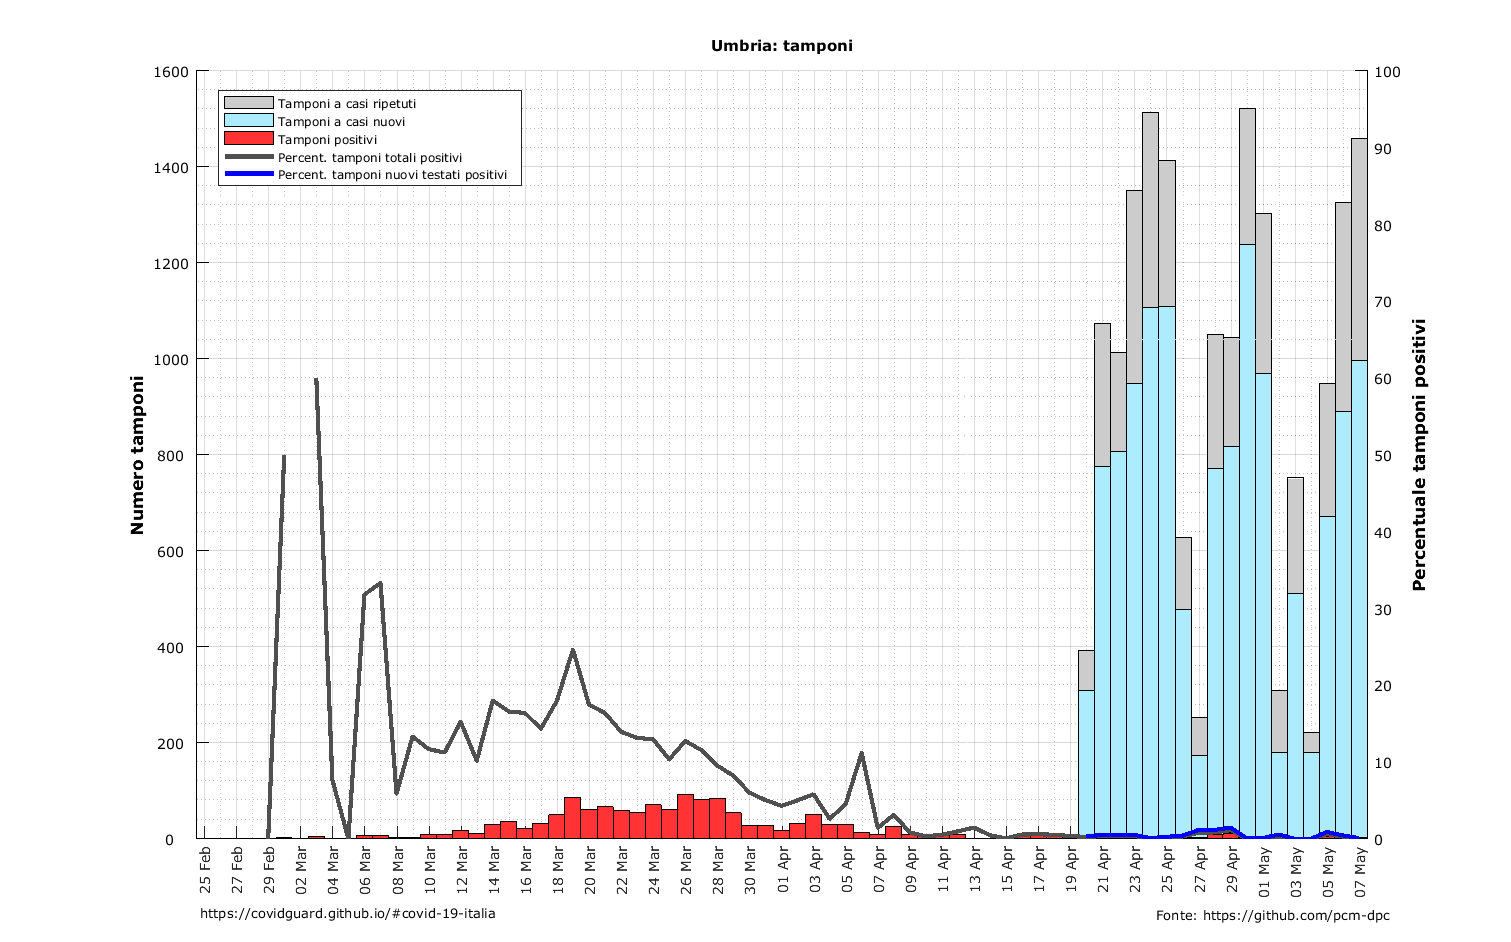 Umbria: tamponi
Tamponi a casi ripetuti
Tamponi a casi nuovi
Tamponi positivi
Percent. tamponi totali positivi
Percent. tamponi nuovi testati positivi
Numero tamponi
1600
1400
1200
1000
800
600
400
200
0
Percentuale tamponi positivi
100
90
80
70
60
50
40
30
20
10
0
25 Feb
27 Feb
29 Feb
02 Mar
04 Mar
06 Mar
08 Mar
10 Mar
12 Mar
14 Mar
16 Mar
18 Mar
20 Mar
22 Mar
24 Mar
26 Mar
28 Mar
30 Mar
01 Apr
03 Apr
05 Apr
07 Apr
09 Apr
11 Apr
13 Apr
15 Apr
17 Apr
19 Apr
21 Apr
23 Apr
25 Apr
27 Apr
29 Apr
01 May
03 May
05 May
07 May
https://covidguard.github.io/#covid-19-italia
Fonte: https://github.com/pcm-dpc